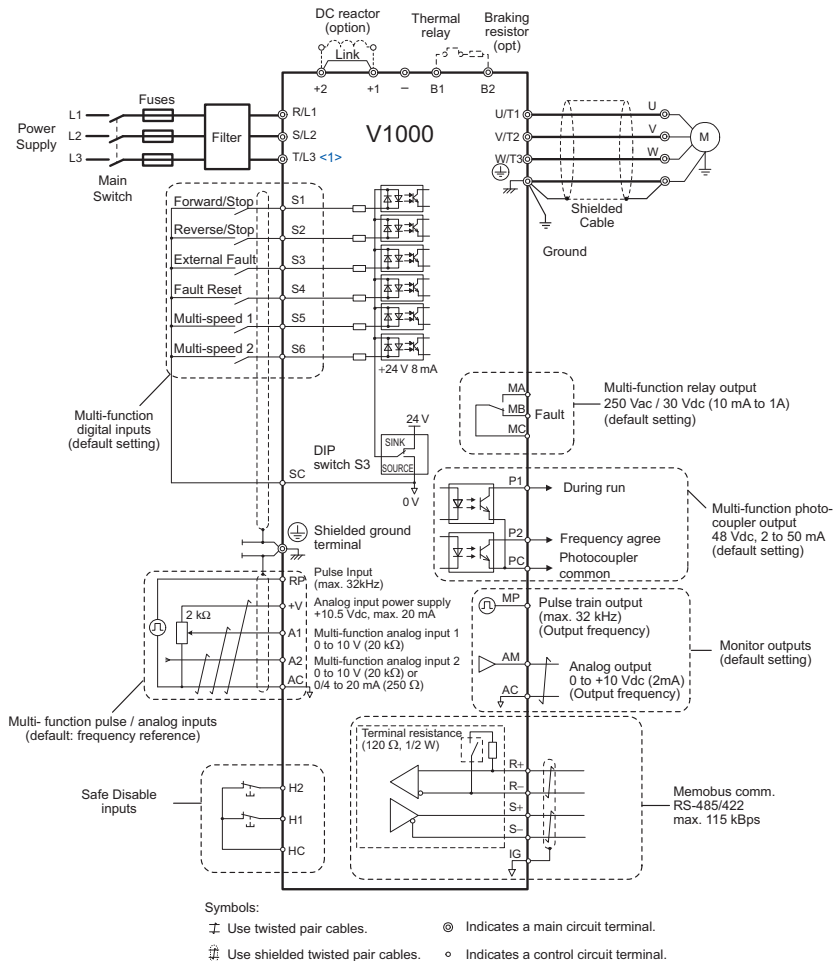 DC reactor
(option)
Thermal
relay
Braking
resistor
(opt)
Link
+2
+1
–
B1
B2
Fuses
L1
L2
L3
Power
Supply
Main
Switch
Filter
R/L1
S/L2
T/L3 <1>
V1000
U/T1
V/T2
W/T3
U
V
W
M
Shielded
Cable
Ground
Forward/Stop
S1
Reverse/Stop
S2
External Fault
S3
Fault Reset
S4
Multi-speed 1
S5
Multi-speed 2
S6
+24 V 8 mA
Multi-function
digital inputs
(default setting)
24 V
SINK
SOURCE
DIP
switch S3
0 V
SC
MA
MB
MC
Fault
Multi-function relay output
250 Vac / 30 Vdc (10 mA to 1A)
(default setting)
P1
During run
P2
Frequency agree
PC
Photocoupler
common
Multi-function photo-
coupler output
48 Vdc, 2 to 50 mA
(default setting)
Shielded ground
terminal
RP
Pulse Input
(max. 32kHz)
+V
Analog input power supply
+10.5 Vdc, max. 20 mA
2 kΩ
A1
Multi-function analog input 1
0 to 10 V (20 kΩ)
A2
Multi-function analog input 2
0 to 10 V (20 kΩ) or
0/4 to 20 mA (250 Ω)
AC
Multi- function pulse / analog inputs
(default: frequency reference)
MP
Pulse train output
(max. 32 kHz)
(Output frequency)
AM
Analog output
0 to +10 Vdc (2mA)
(Output frequency)
AC
Monitor outputs
(default setting)
Safe Disable
inputs
H2
H1
HC
Terminal resistance
(120 Ω, 1/2 W)
R+
R–
S+
S–
IG
Memobus comm.
RS-485/422
max. 115 kBps
Symbols:
Use twisted pair cables.
Indicates a main circuit terminal.
Use shielded twisted pair cables.
Indicates a control circuit terminal.